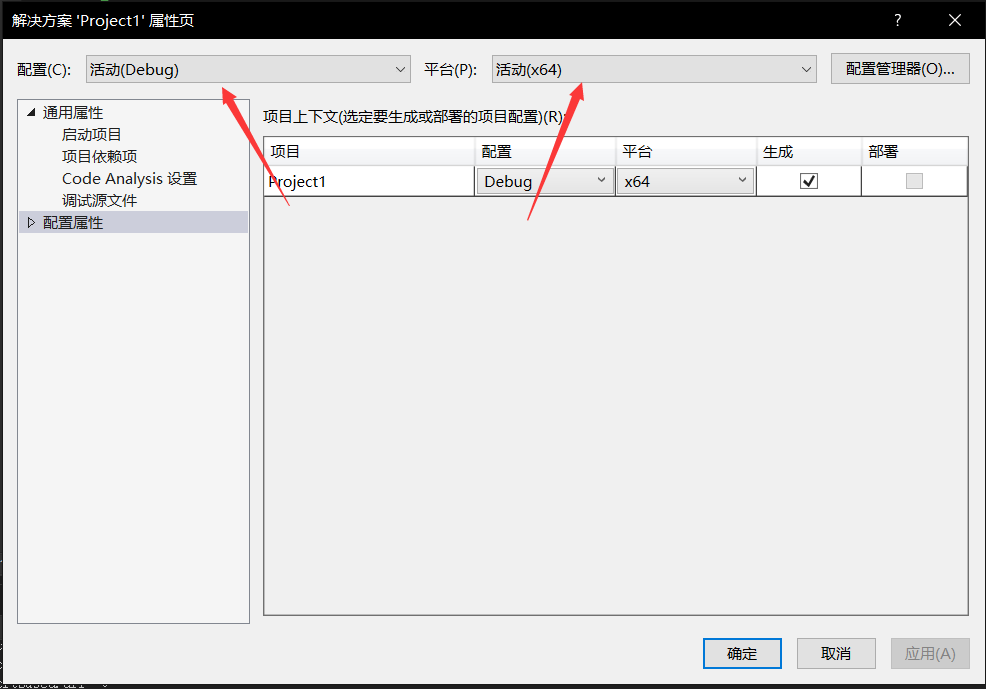 解决方案 'Project1' 属性页 ?
配置(C): 活动(Debug) 平台(P): 活动(x64) 配置管理器(O)...
通用属性
启动项目
项目依赖项
Code Analysis 设置
调试源文件
配置属性
项目上下文(选定要生成或部署的项目配置)(R):
项目 配置 平台 生成 部署
Project1 Debug x64
确定 取消 应用(A)